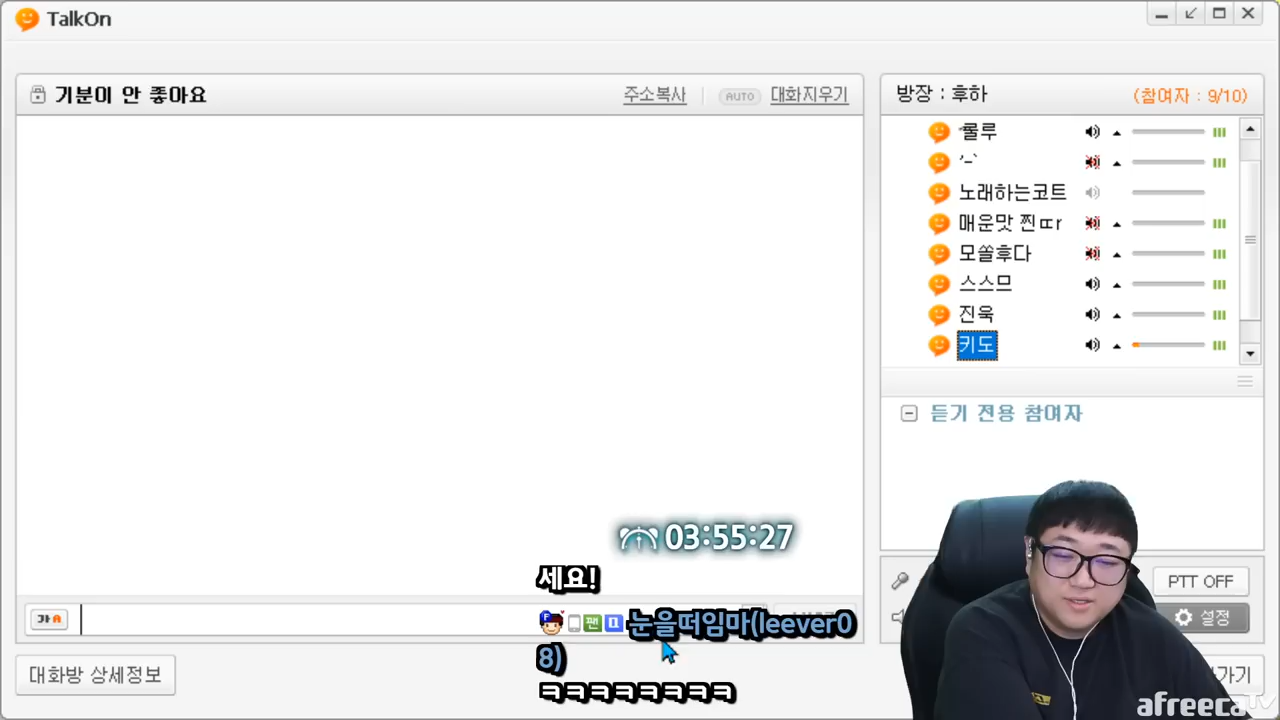 TalkOn
기분이 안 좋아요
주소복사
AUTO
대화지우기
방장 : 후하
(참여자 : 9/10)
'-`
노래하는코트
매운맛 찐ㄸr
모쏠후다
스스므
진욱
키도
듣기 전용 참여자
03:55:27
세요!
가
팬
눈을떠임마(leever0
8)
ㅋㅋㅋㅋㅋㅋㅋㅋ
PTT OFF
설정
대화방 상세정보
afreecaTV